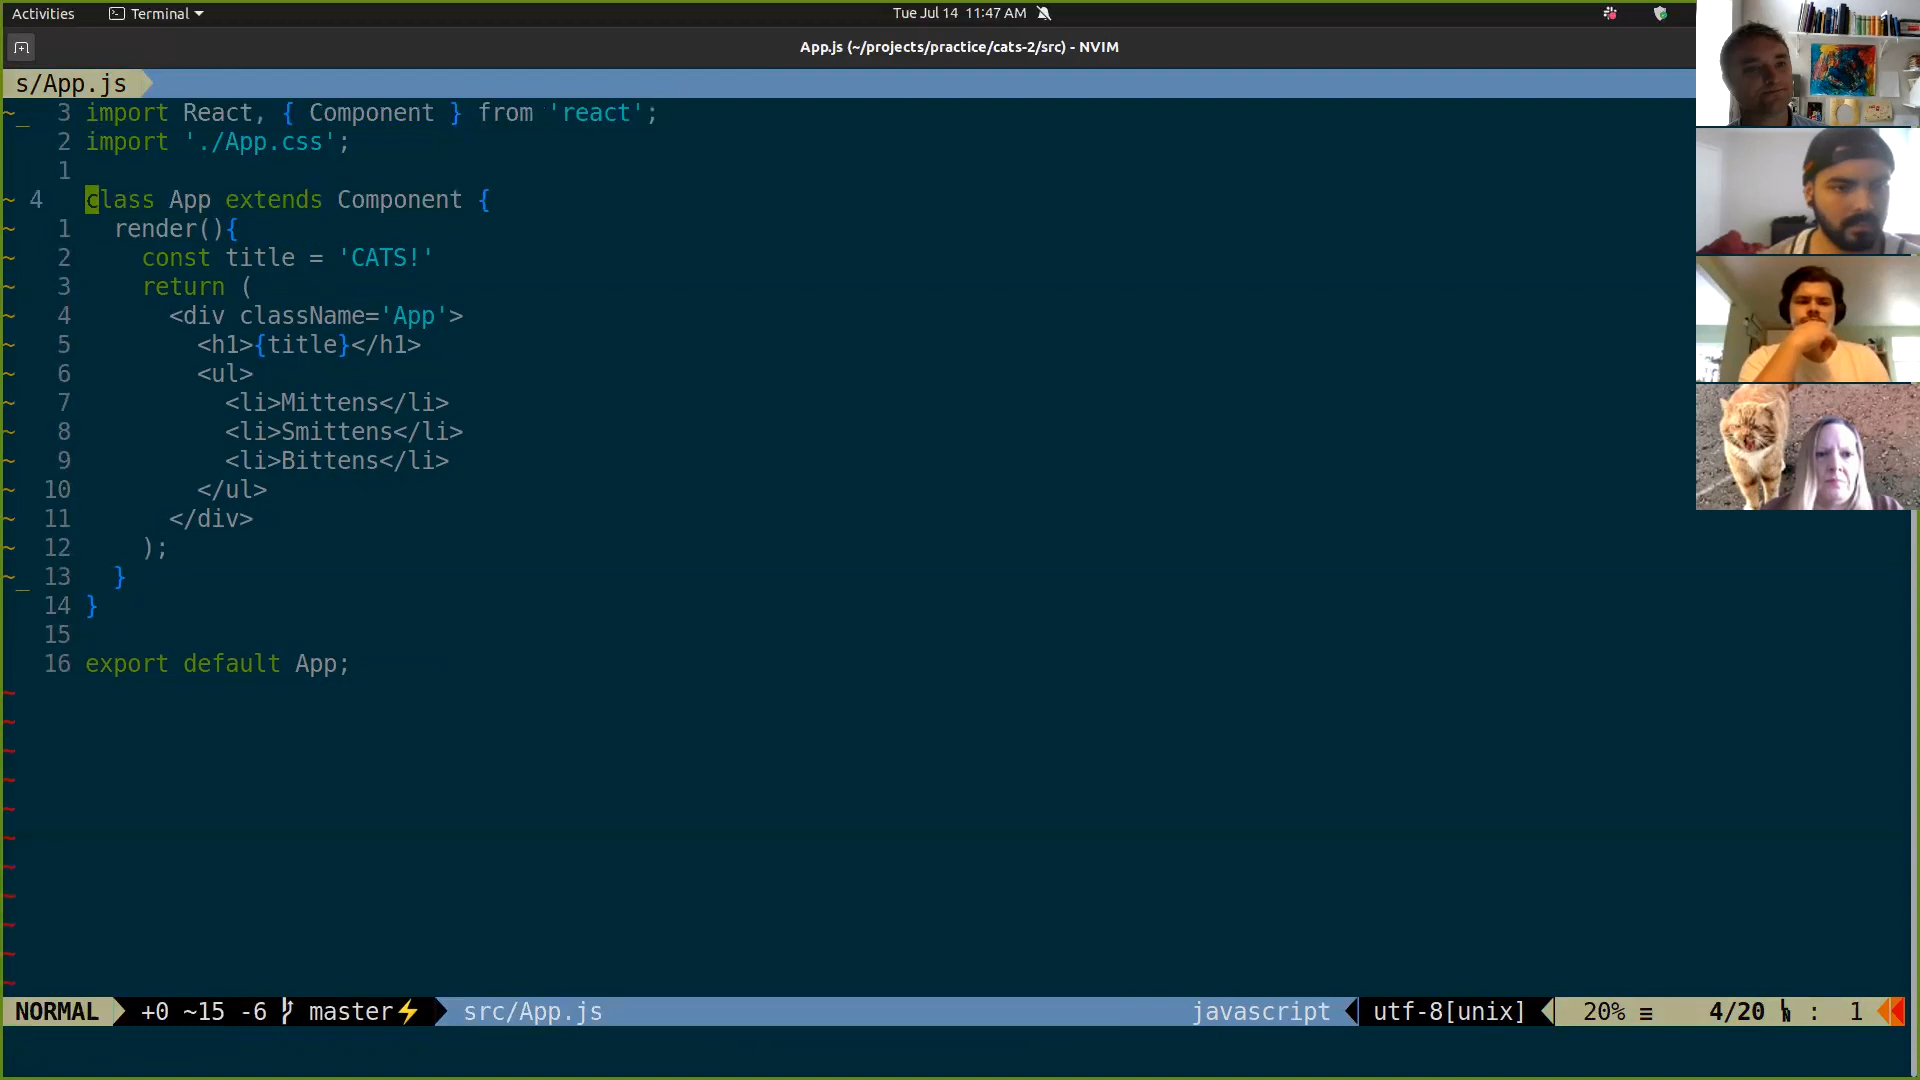 Activities Terminal Tue Jul 14 11:47 AM
App.js (~/projects/practice/cats-2/src) - NVIM
s/App.js
~_ 3 import React, { Component } from 'react';
2 import './App.css';
1
~ 4 class App extends Component {
~ 1 render(){
~ 2 const title = 'CATS!'
~ 3 return (
~ 4 <div className='App'>
~ 5 <h1>{title}</h1>
~ 6 <ul>
~ 7 <li>Mittens</li>
~ 8 <li>Smittens</li>
~ 9 <li>Bittens</li>
~ 10 </ul>
~ 11 </div>
~ 12 );
~_ 13 }
14 }
15
16 export default App;
~
~
~
~
~
~
~
~
~
~
~
NORMAL +0 ~15 -6 master⚡ src/App.js javascript utf-8[unix] 20% ≡ 4/20 ㏑ : 1